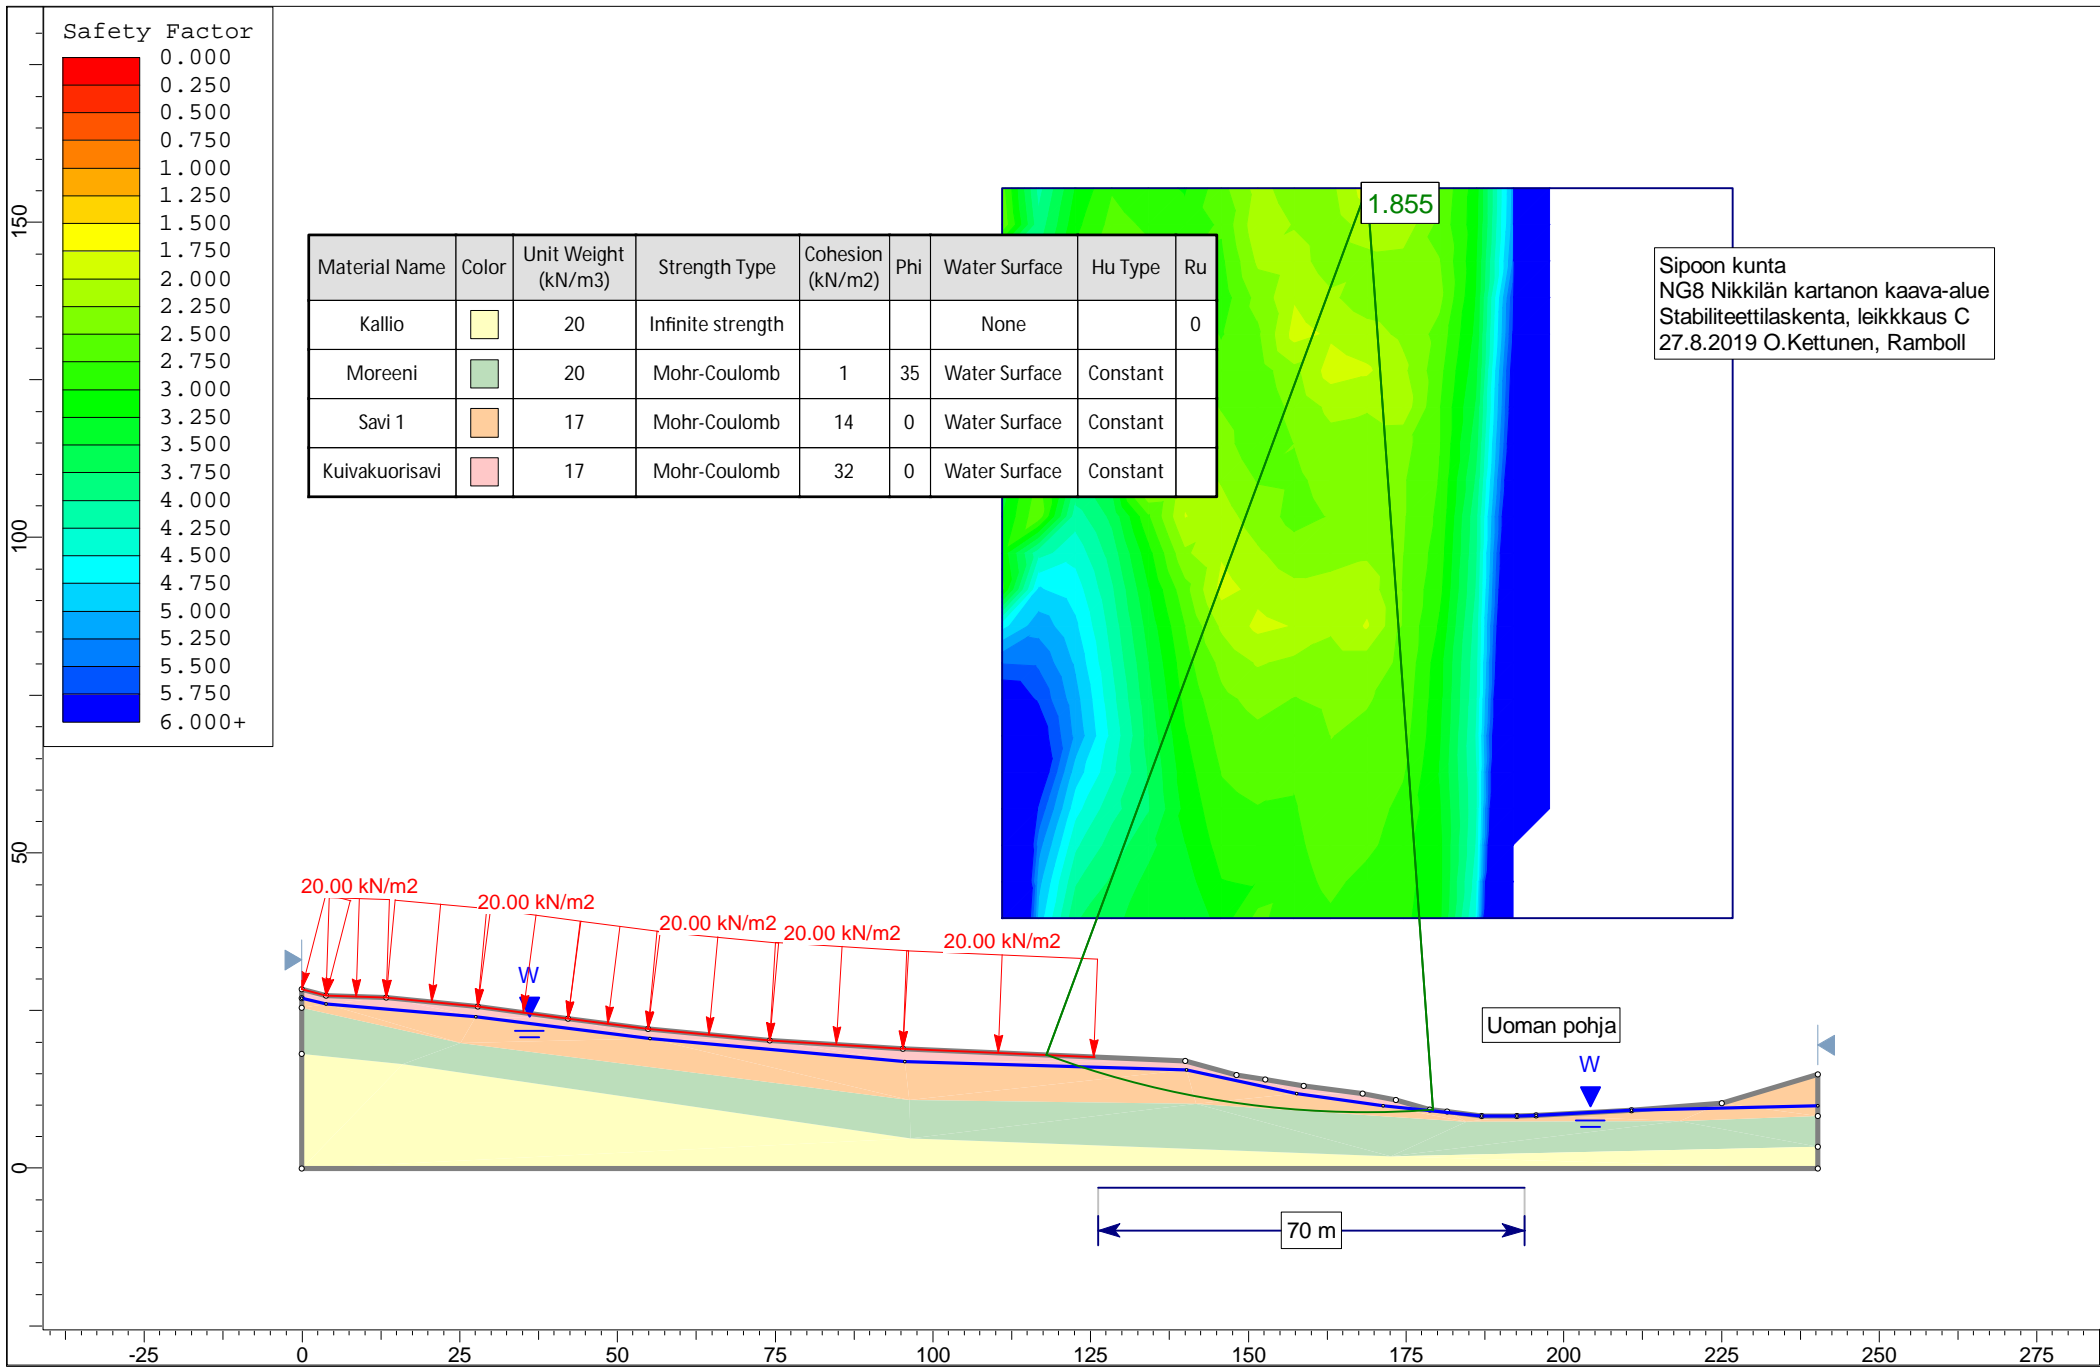 Safety Factor
0.000
0.250
0.500
0.750
1.000
1.250
1.500
1.750
2.000
2.250
2.500
2.750
3.000
3.250
3.500
3.750
4.000
4.250
4.500
4.750
5.000
5.250
5.500
5.750
6.000+
1.855
Material Name Color Unit Weight (kN/m3) Strength Type Cohesion (kN/m2) Phi Water Surface Hu Type Ru
Kallio 20 Infinite strength None 0
Moreeni 20 Mohr-Coulomb 1 35 Water Surface Constant
Savi 1 17 Mohr-Coulomb 14 0 Water Surface Constant
Kuivakuorisavi 17 Mohr-Coulomb 32 0 Water Surface Constant
Sipoon kunta
NG8 Nikkilän kartanon kaava-alue
Stabiliteettilaskenta, leikkkaus C
27.8.2019 O.Kettunen, Ramboll
20.00 kN/m2
20.00 kN/m2
20.00 kN/m2
20.00 kN/m2
20.00 kN/m2
W
Uoman pohja
W
70 m
150
100
50
0
-25 0 25 50 75 100 125 150 175 200 225 250 275